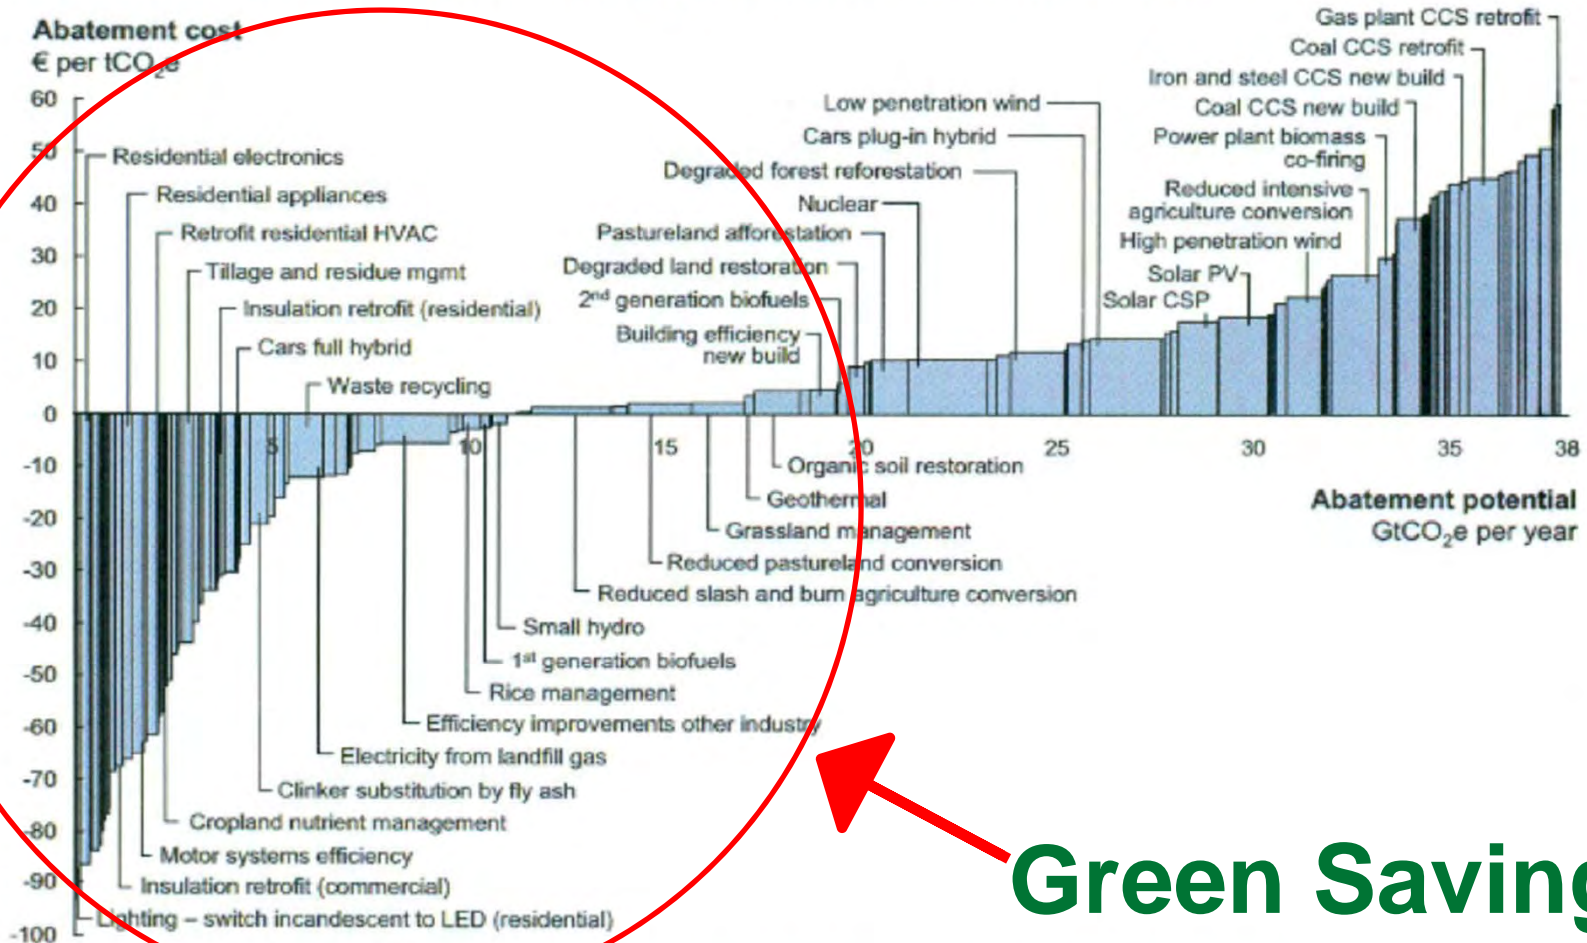 Abatement cost
€ per tCO₂e
60
50
40
30
20
10
0
-10
-20
-30
-40
-50
-60
-70
-80
-90
-100
Residential electronics
Residential appliances
Retrofit residential HVAC
Tillage and residue mgmt
Insulation retrofit (residential)
Cars full hybrid
Waste recycling
Gas plant CCS retrofit
Coal CCS retrofit
Iron and steel CCS new build
Coal CCS new build
Power plant biomass
co-firing
Reduced intensive
agriculture conversion
High penetration wind
Solar PV
Solar CSP
Low penetration wind
Cars plug-in hybrid
Degraded forest reforestation
Nuclear
Pastureland afforestation
Degraded land restoration
2nd generation biofuels
Building efficiency
new build
5
10
15
20
25
30
35
38
Abatement potential
GtCO₂e per year
Organic soil restoration
Geothermal
Grassland management
Reduced pastureland conversion
Reduced slash and burn agriculture conversion
Small hydro
1st generation biofuels
Rice management
Efficiency improvements other industry
Electricity from landfill gas
Clinker substitution by fly ash
Cropland nutrient management
Motor systems efficiency
Insulation retrofit (commercial)
Lighting – switch incandescent to LED (residential)
Green Saving